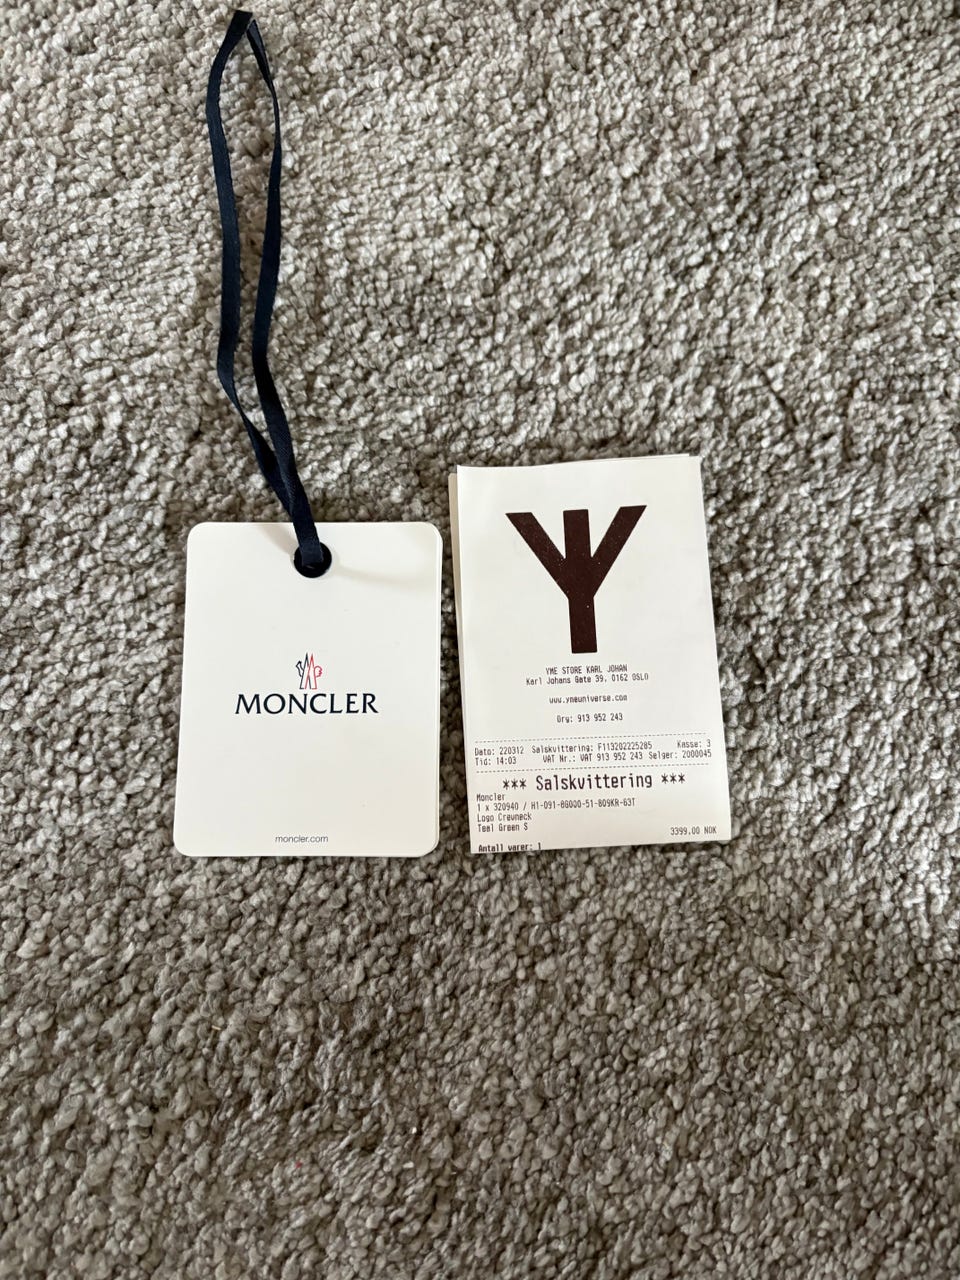 MONCLER
moncler.com
YME STORE KARL JOHAN
Karl Johans Gate 39, 0162 OSLO
www.ymeuniverse.com
Org: 913 952 243
Dato: 220312 Salskvittering: F113202225285 Kasse: 3
Tid: 14:03 VAT Nr.: VAT 913 952 243 Selger: 2000045
*** Salskvittering ***
Moncler
1 x 320940 / H1-091-8G000-51-809KR-63T
Logo Crewneck
Teal Green S 3399.00 NOK
Antall varer: 1